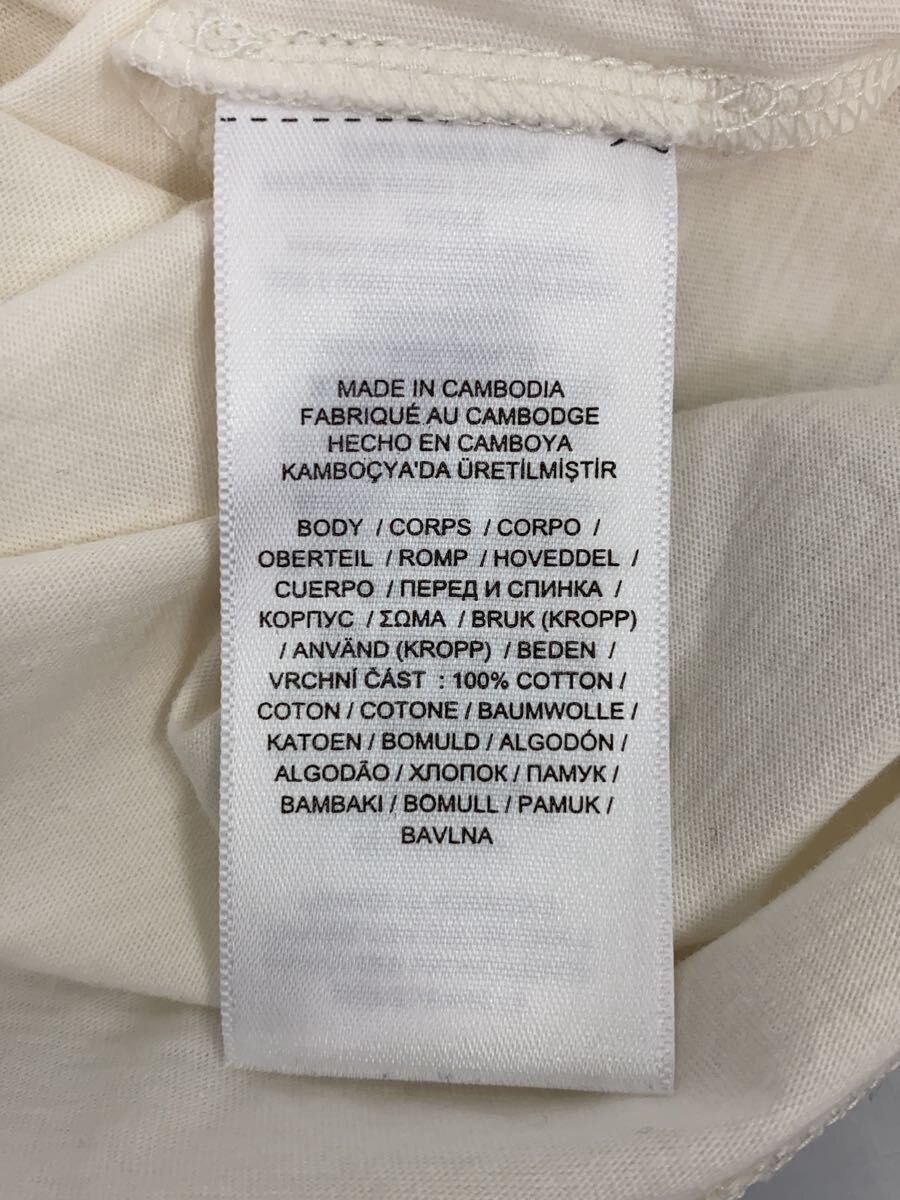 MADE IN CAMBODIA
FABRIQUÉ AU CAMBODGE
HECHO EN CAMBOYA
KAMBOÇYA'DA ÜRETİLMİŞTİR
BODY / CORPS / CORPO /
OBERTEIL / ROMP / HOVEDDEL /
CUERPO / ПЕРЕД И СПИНКА /
КОРПУС / ΣΩΜΑ / BRUK (KROPP)
/ ANVÄND (KROPP) / BEDEN /
VRCHNÍ ČÁST : 100% COTTON /
COTON / COTONE / BAUMWOLLE /
KATOEN / BOMULD / ALGODÓN /
ALGODÃO / ХЛОПОК / ПАМУК /
BAMBAKI / BOMULL / PAMUK /
BAVLNA